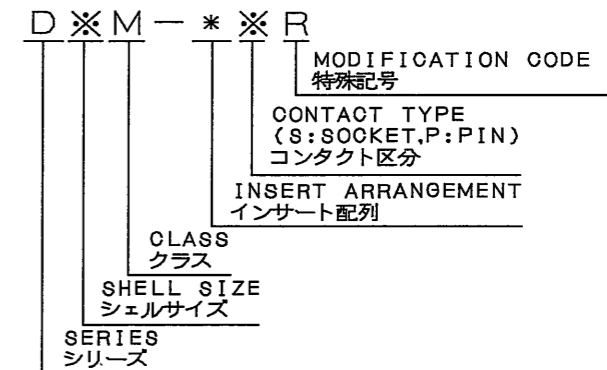 D※M－*※R
MODIFICATION CODE
特殊記号
CONTACT TYPE
(S:SOCKET,P:PIN)
コンタクト区分
INSERT ARRANGEMENT
インサート配列
CLASS
クラス
SHELL SIZE
シェルサイズ
SERIES
シリーズ